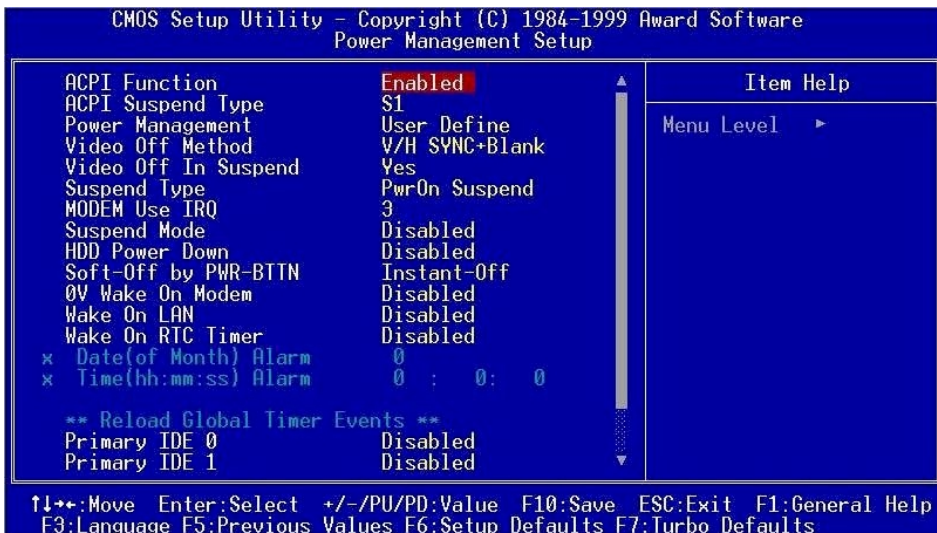 CMOS Setup Utility - Copyright (C) 1984-1999 Award Software
Power Management Setup
ACPI Function Enabled
ACPI Suspend Type S1
Power Management User Define
Video Off Method V/H SYNC+Blank
Video Off In Suspend Yes
Suspend Type PwrOn Suspend
MODEM Use IRQ 3
Suspend Mode Disabled
HDD Power Down Disabled
Soft-Off by PWR-BTTN Instant-Off
0V Wake On Modem Disabled
Wake On LAN Disabled
Wake On RTC Timer Disabled
x Date(of Month) Alarm 0
x Time(hh:mm:ss) Alarm 0 : 0: 0
** Reload Global Timer Events **
Primary IDE 0 Disabled
Primary IDE 1 Disabled
Item Help
Menu Level ►
↑↓→←:Move Enter:Select +/-/PU/PD:Value F10:Save ESC:Exit F1:General Help
F3:Language F5:Previous Values F6:Setup Defaults F7:Turbo Defaults